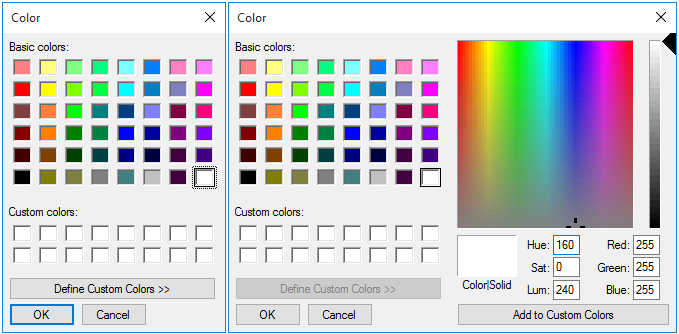 Color
Basic colors:
Custom colors:
Define Custom Colors >>
OK Cancel
Color
Basic colors:
Custom colors:
Define Custom Colors >>
OK Cancel
Color|Solid
Hue: 160 Red: 255
Sat: 0 Green: 255
Lum: 240 Blue: 255
Add to Custom Colors